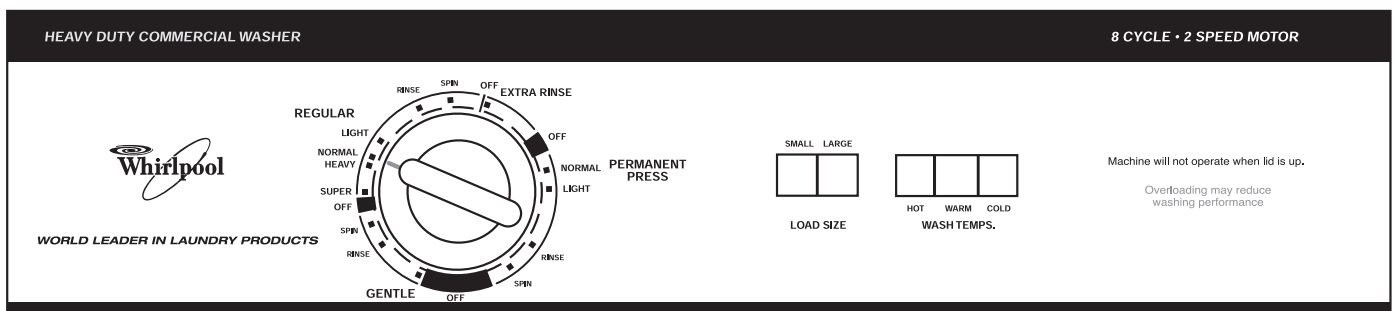 HEAVY DUTY COMMERCIAL WASHER
8 CYCLE • 2 SPEED MOTOR
Whirlpool
WORLD LEADER IN LAUNDRY PRODUCTS
REGULAR
RINSE
SPIN
OFF
EXTRA RINSE
LIGHT
NORMAL
HEAVY
SUPER
OFF
SPIN
RINSE
GENTLE
OFF
SPIN
RINSE
OFF
NORMAL
LIGHT
PERMANENT
PRESS
SMALL LARGE
LOAD SIZE
HOT WARM COLD
WASH TEMPS.
Machine will not operate when lid is up.
Overloading may reduce
washing performance